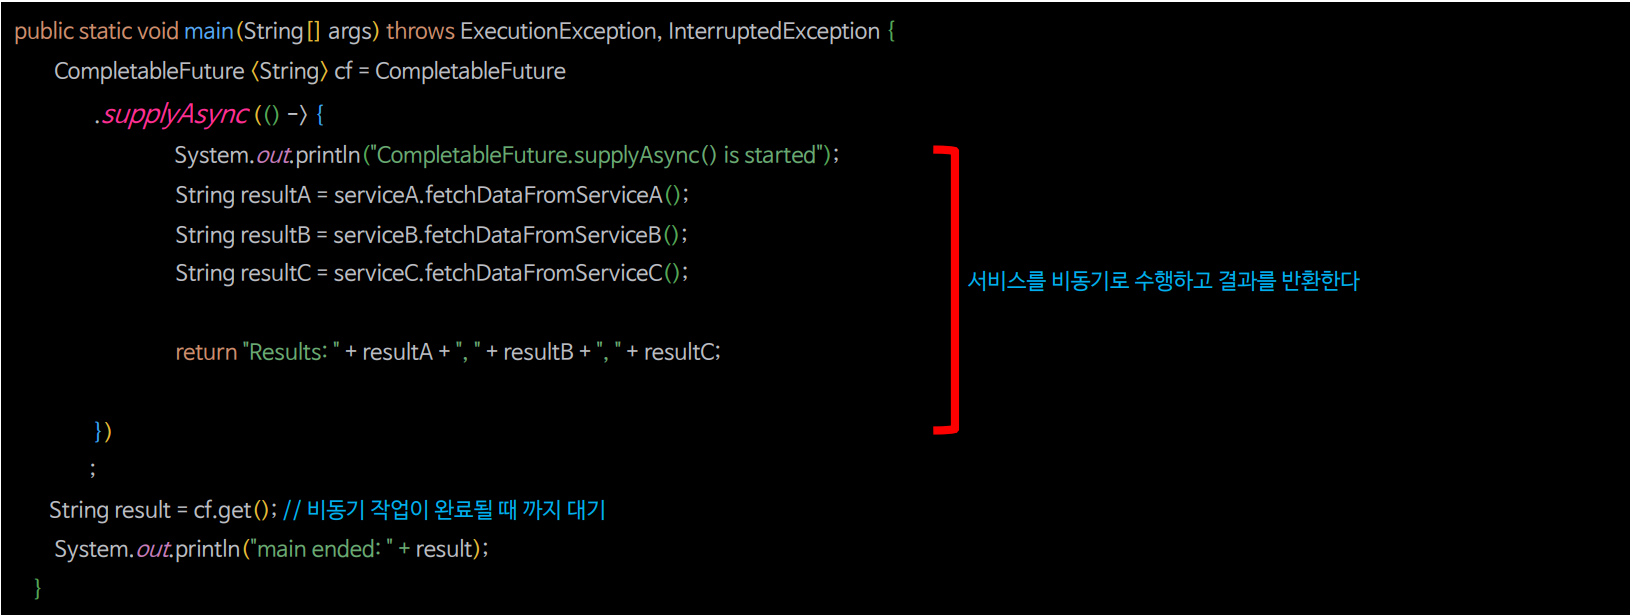 public static void main(String[] args) throws ExecutionException, InterruptedException {
CompletableFuture〈String〉 cf = CompletableFuture
.supplyAsync(() -〉 {
System.out.println("CompletableFuture.supplyAsync() is started");
String resultA = serviceA.fetchDataFromServiceA();
String resultB = serviceB.fetchDataFromServiceB();
String resultC = serviceC.fetchDataFromServiceC();
서비스를 비동기로 수행하고 결과를 반환한다
return "Results: " + resultA + ", " + resultB + ", " + resultC;
})
;
String result = cf.get(); // 비동기 작업이 완료될 때 까지 대기
System.out.println("main ended: " + result);
}